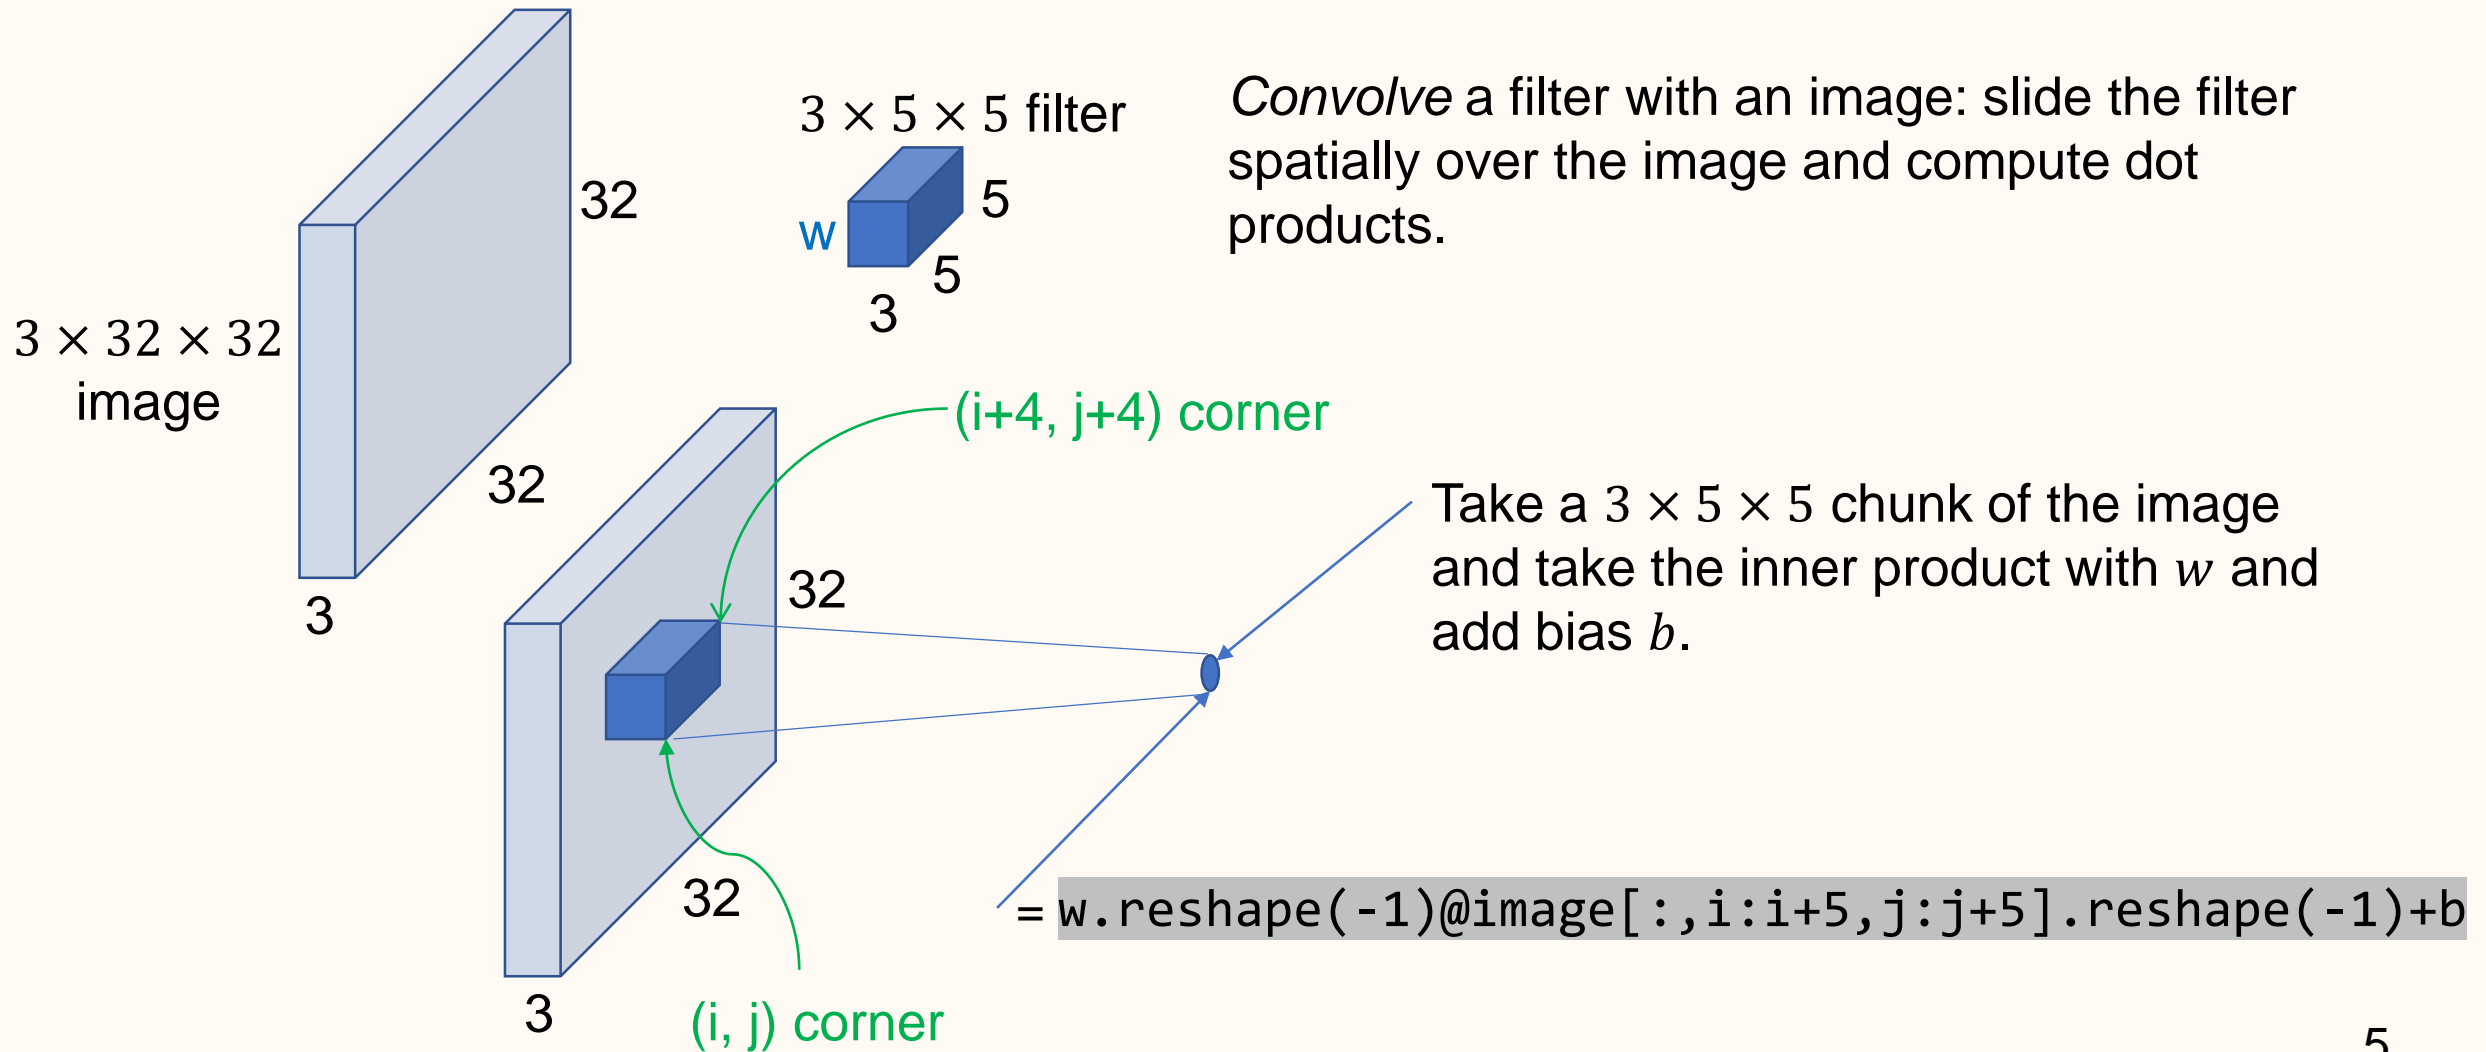 3 × 5 × 5 filter
w
5
5
3
Convolve a filter with an image: slide the filter
spatially over the image and compute dot
products.
32
3 × 32 × 32
image
32
3
(i+4, j+4) corner
Take a 3 × 5 × 5 chunk of the image
and take the inner product with w and
add bias b.
32
32
3
(i, j) corner
= w.reshape(-1)@image[:,i:i+5,j:j+5].reshape(-1)+b
5